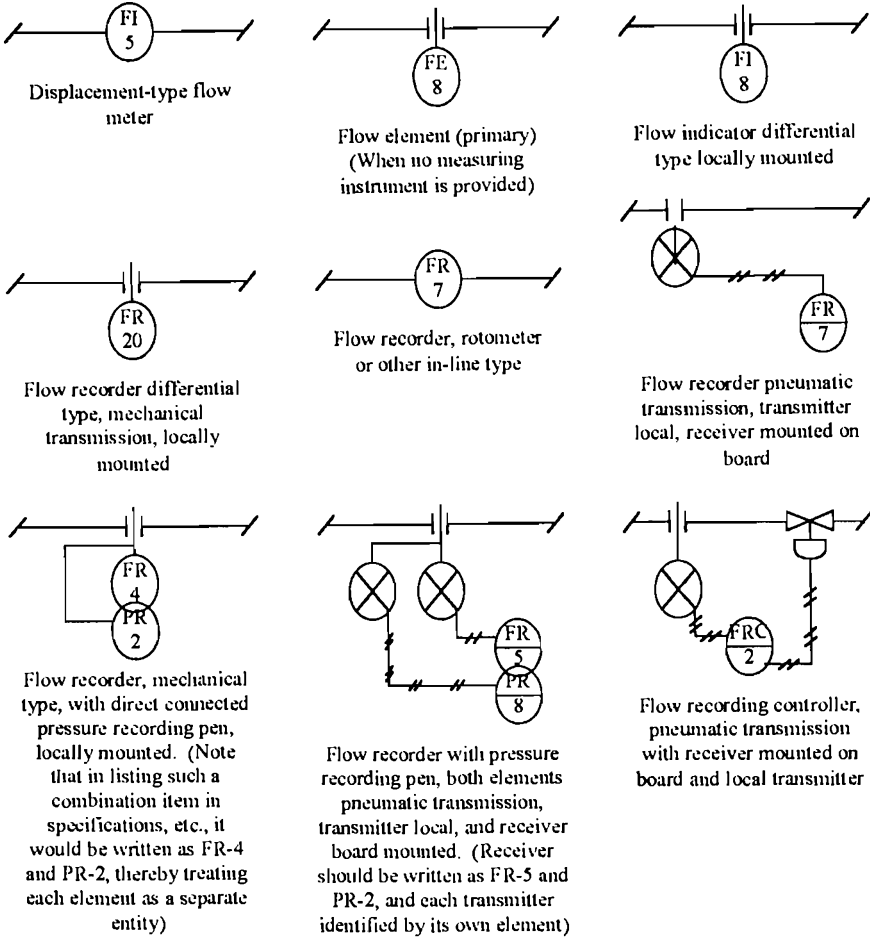 FI
5
Displacement-type flow
meter
FE
8
Flow element (primary)
(When no measuring
instrument is provided)
FI
8
Flow indicator differential
type locally mounted
FR
20
Flow recorder differential
type, mechanical
transmission, locally
mounted
FR
7
Flow recorder, rotometer
or other in-line type
FR
7
Flow recorder pneumatic
transmission, transmitter
local, receiver mounted on
board
FR
4
PR
2
Flow recorder, mechanical
type, with direct connected
pressure recording pen,
locally mounted. (Note
that in listing such a
combination item in
specifications, etc., it
would be written as FR-4
and PR-2, thereby treating
each element as a separate
entity)
FR
5
PR
8
Flow recorder with pressure
recording pen, both elements
pneumatic transmission,
transmitter local, and receiver
board mounted. (Receiver
should be written as FR-5 and
PR-2, and each transmitter
identified by its own element)
FRC
2
Flow recording controller,
pneumatic transmission
with receiver mounted on
board and local transmitter